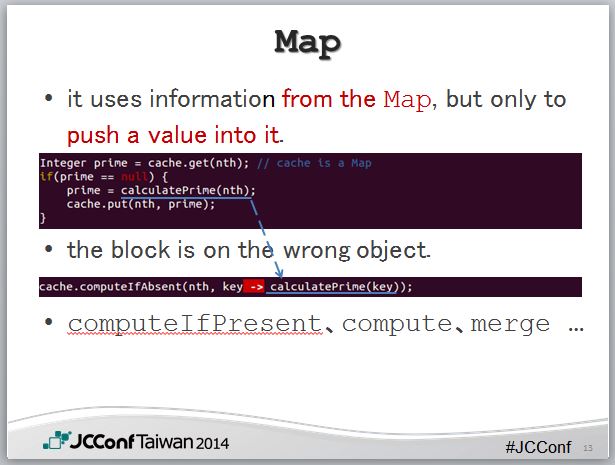 Map
• it uses information from the Map, but only to
push a value into it.
Integer prime = cache.get(nth); // cache is a Map
if(prime == null) {
    prime = calculatePrime(nth);
    cache.put(nth, prime);
}
• the block is on the wrong object.
cache.computeIfAbsent(nth, key -> calculatePrime(key));
• computeIfPresent、compute、merge …
JCConf Taiwan 2014
#JCConf 13